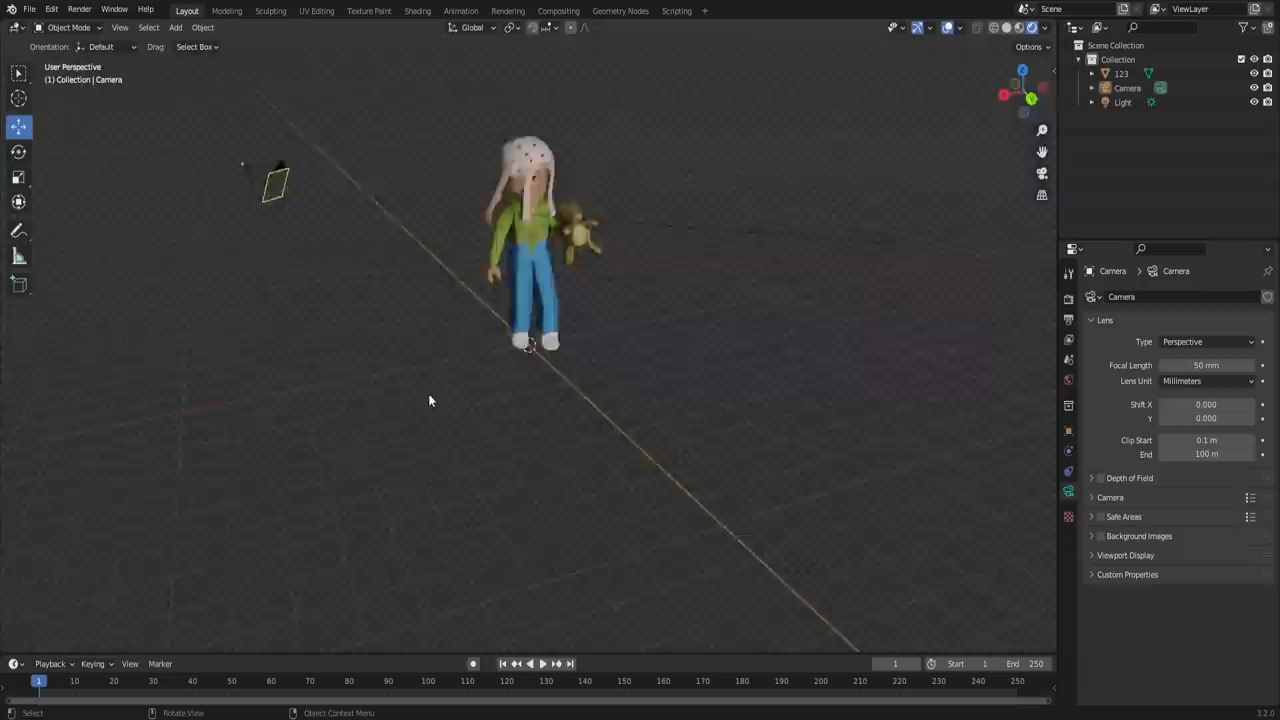 File Edit Render Window Help Layout Modeling Sculpting UV Editing Texture Paint Shading Animation Rendering Compositing Geometry Nodes Scripting + Scene ViewLayer
Object Mode View Select Add Object Global
Orientation: Default Drag: Select Box Options
User Perspective
(1) Collection | Camera
Z
X
Y
Scene Collection
Collection
123
Camera
Light
Camera > Camera
Camera
Lens
Type Perspective
Focal Length 50 mm
Lens Unit Millimeters
Shift X 0.000
Y 0.000
Clip Start 0.1 m
End 100 m
Depth of Field
Camera
Safe Areas
Background Images
Viewport Display
Custom Properties
Playback Keying View Marker 1 Start 1 End 250
1 10 20 30 40 50 60 70 80 90 100 110 120 130 140 150 160 170 180 190 200 210 220 230 240 250
Select Rotate View Object Context Menu 3.2.0